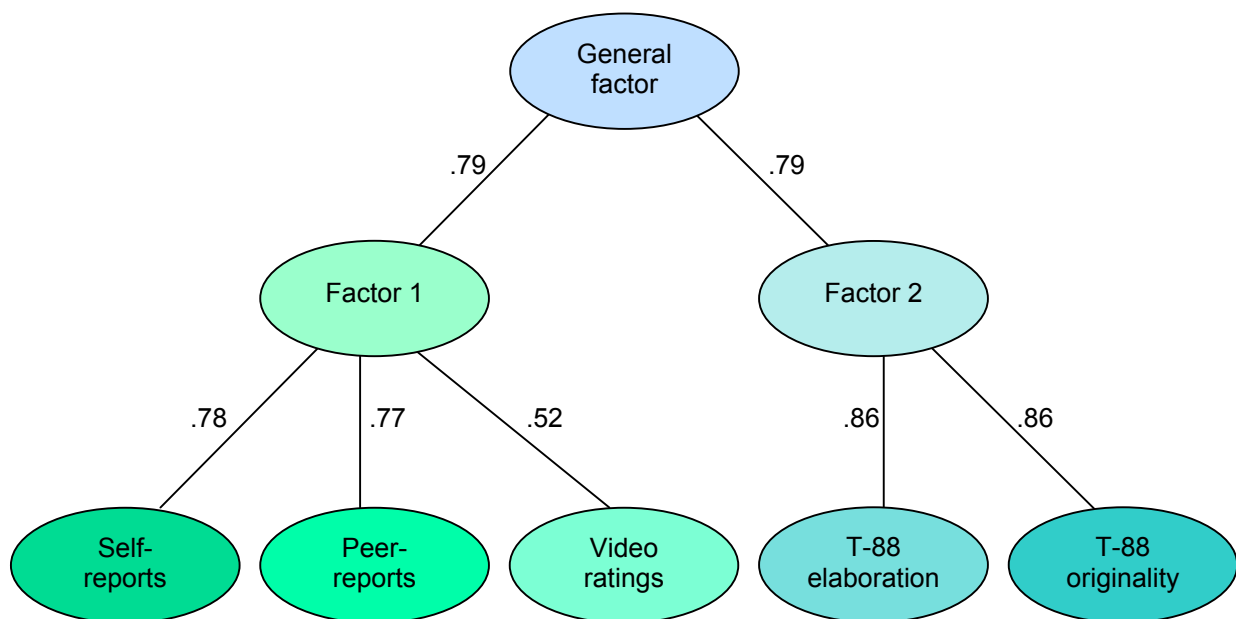 General
factor
.79
.79
Factor 1
Factor 2
.78
.77
.52
.86
.86
Self-
reports
Peer-
reports
Video
ratings
T-88
elaboration
T-88
originality